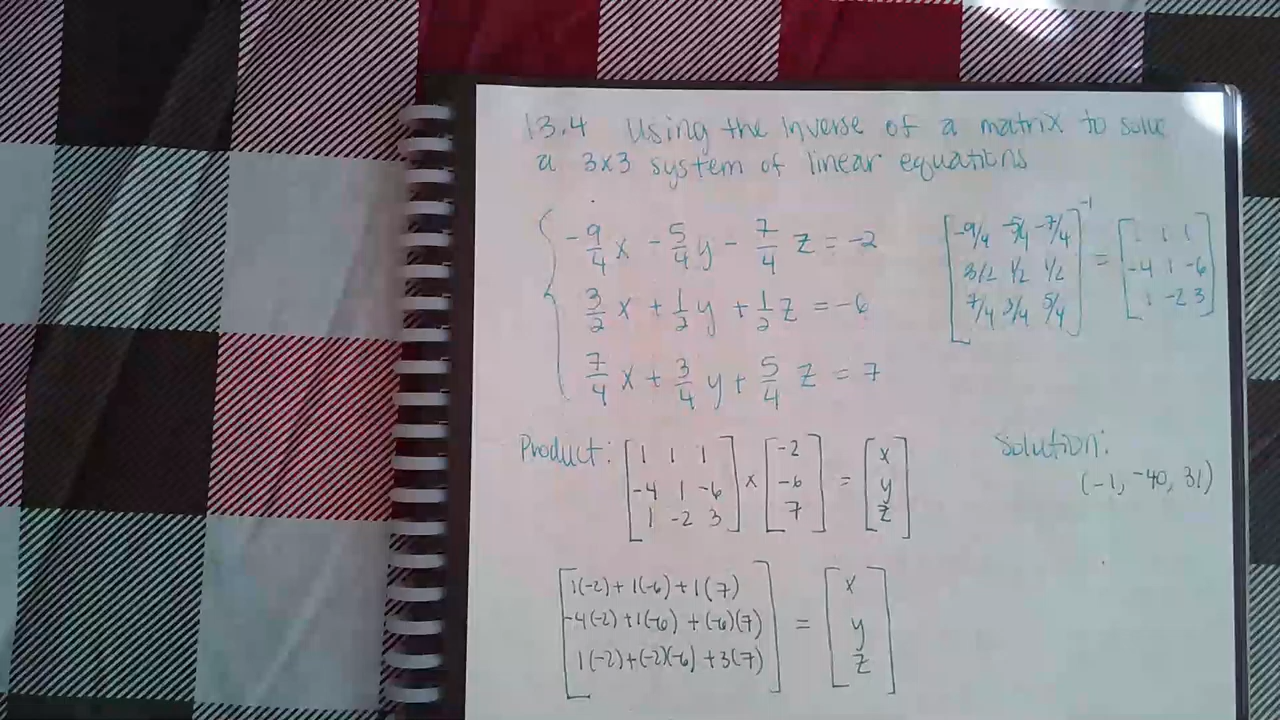 13.4 Using the inverse of a matrix to solve
a 3x3 system of linear equations
-9/4 x - 5/4 y - 7/4 z = -2
3/2 x + 1/2 y + 1/2 z = -6
7/4 x + 3/4 y + 5/4 z = 7
[-9/4 -5/4 -7/4]⁻¹ = [1 1 1]
[3/2 1/2 1/2] [-4 1 -6]
[7/4 3/4 5/4] [1 -2 3]
Product: [1 1 1] x [-2] = [x]
[-4 1 -6] [-6] [y]
[1 -2 3] [7] [z]
Solution:
(-1, -40, 31)
[1(-2)+1(-6)+1(7)] = [x]
[-4(-2)+1(-6)+(-6)(7)] [y]
[1(-2)+(-2)(-6)+3(7)] [z]